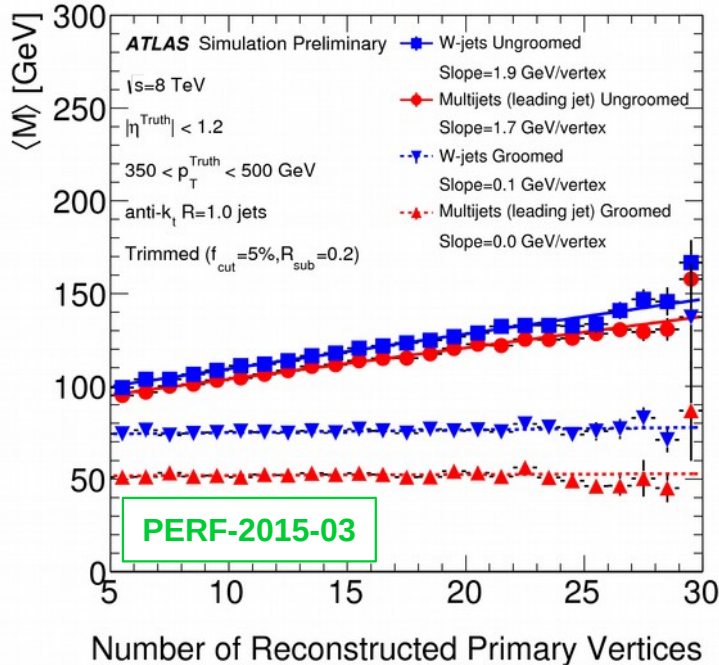 ⟨M⟩ [GeV]
300
250
200
150
100
50
0
ATLAS Simulation Preliminary
√s=8 TeV
|η^Truth| < 1.2
350 < p_T^Truth < 500 GeV
anti-k_t R=1.0 jets
Trimmed (f_cut=5%,R_sub=0.2)
W-jets Ungroomed
Slope=1.9 GeV/vertex
Multijets (leading jet) Ungroomed
Slope=1.7 GeV/vertex
W-jets Groomed
Slope=0.1 GeV/vertex
Multijets (leading jet) Groomed
Slope=0.0 GeV/vertex
PERF-2015-03
5 10 15 20 25 30
Number of Reconstructed Primary Vertices